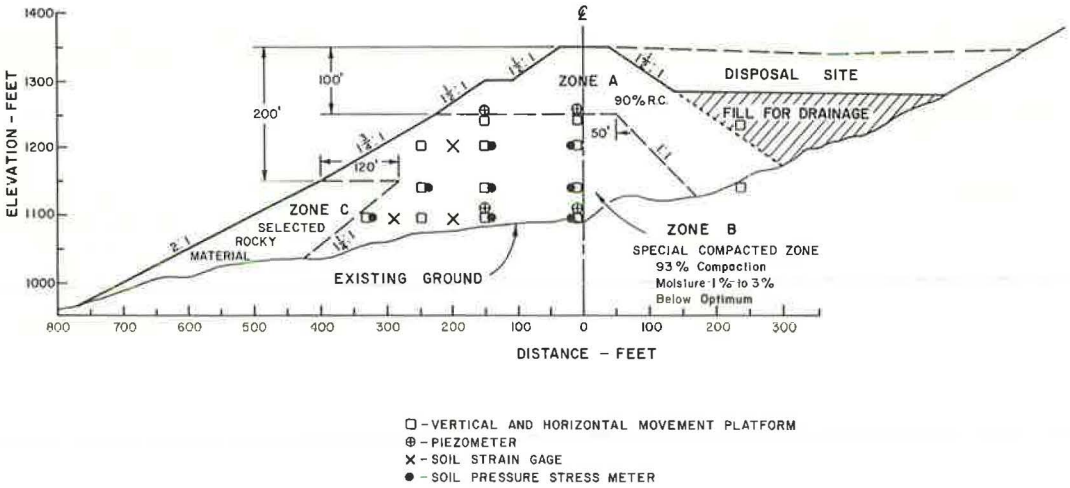 1400
1300
1200
1100
1000
ELEVATION - FEET
℄
1½:1
1½:1
1½:1
1¾:1
2:1
1¼:1
1:1
100'
200'
120'
50'
ZONE A
90% R.C.
DISPOSAL SITE
FILL FOR DRAINAGE
ZONE C
SELECTED
ROCKY
MATERIAL
EXISTING GROUND
ZONE B
SPECIAL COMPACTED ZONE
93% Compaction
Moisture 1% to 3%
Below Optimum
800 700 600 500 400 300 200 100 0 100 200 300
DISTANCE - FEET
- VERTICAL AND HORIZONTAL MOVEMENT PLATFORM
- PIEZOMETER
- SOIL STRAIN GAGE
- SOIL PRESSURE STRESS METER